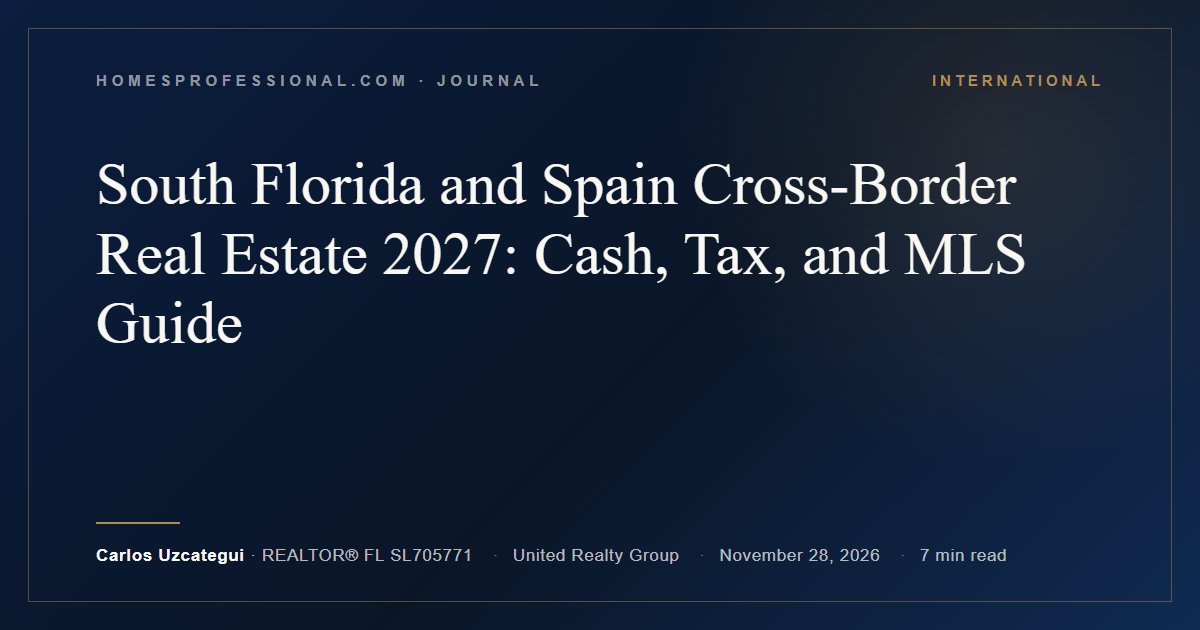 HOMESPROFESSIONAL.COM · JOURNAL
INTERNATIONAL
South Florida and Spain Cross-Border
Real Estate 2027: Cash, Tax, and MLS
Guide
Carlos Uzcategui · REALTOR® FL SL705771 · United Realty Group · November 28, 2026 · 7 min read